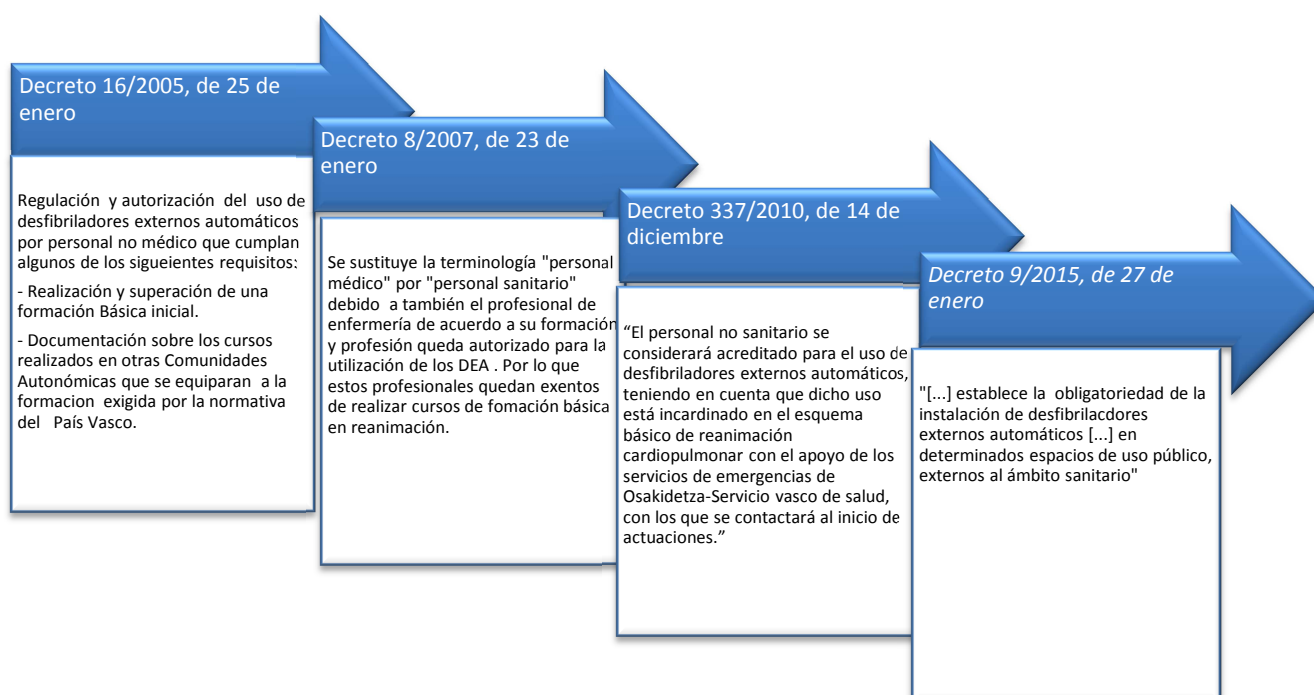 Decreto 16/2005, de 25 de
enero
Regulación y autorización del uso de
desfibriladores externos automáticos
por personal no médico que cumplan
algunos de los sigueientes requisitos:
- Realización y superación de una
formación Básica inicial.
- Documentación sobre los cursos
realizados en otras Comunidades
Autonómicas que se equiparan a la
formacion exigida por la normativa
del País Vasco.
Decreto 8/2007, de 23 de
enero
Se sustituye la terminología "personal
médico" por "personal sanitario"
debido a también el profesional de
enfermería de acuerdo a su formación
y profesión queda autorizado para la
utilización de los DEA . Por lo que
estos profesionales quedan exentos
de realizar cursos de fomación básica
en reanimación.
Decreto 337/2010, de 14 de
diciembre
“El personal no sanitario se
considerará acreditado para el uso de
desfibriladores externos automáticos,
teniendo en cuenta que dicho uso
está incardinado en el esquema
básico de reanimación
cardiopulmonar con el apoyo de los
servicios de emergencias de
Osakidetza-Servicio vasco de salud,
con los que se contactará al inicio de
actuaciones.”
Decreto 9/2015, de 27 de
enero
"[...] establece la obligatoriedad de la
instalación de desfibrilacdores
externos automáticos [...] en
determinados espacios de uso público,
externos al ámbito sanitario"